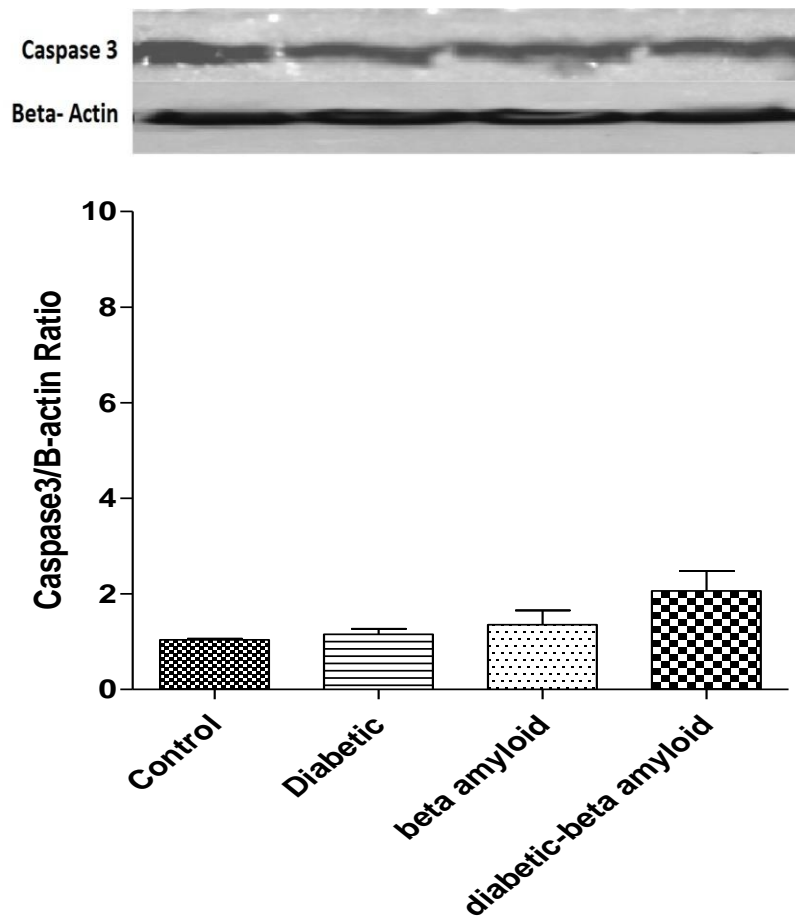 Caspase 3
Beta- Actin
10
8
6
4
2
0
Caspase3/B-actin Ratio
Control
Diabetic
beta amyloid
diabetic-beta amyloid